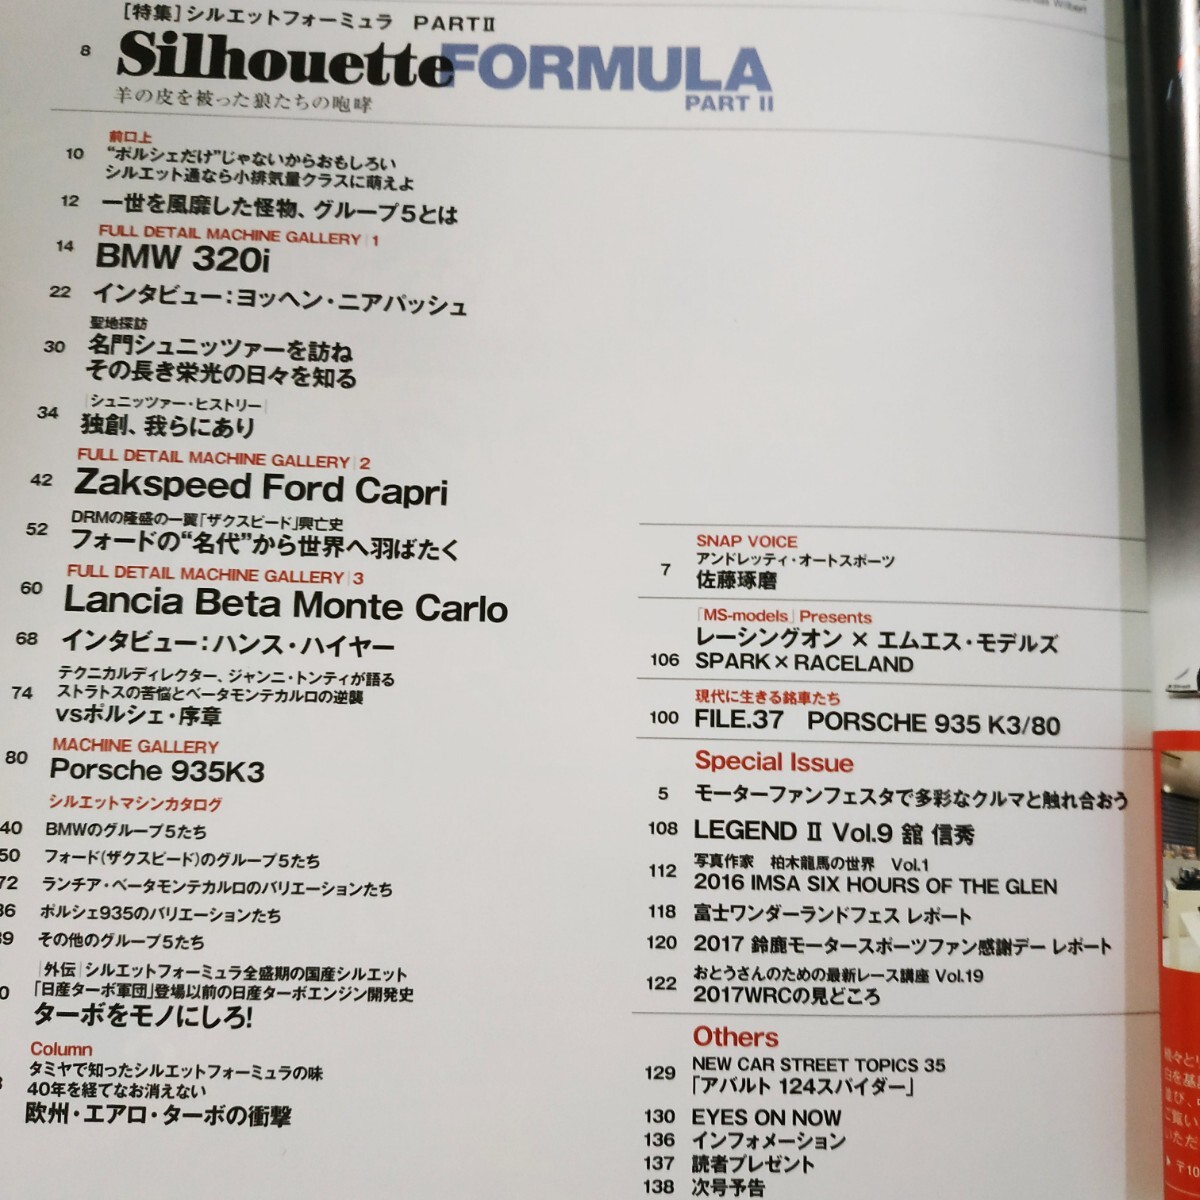 [特集]シルエットフォーミュラ PART II
8
Silhouette FORMULA
PART II
羊の皮を被った狼たちの咆哮
前口上
10 "ポルシェだけ"じゃないからおもしろい
シルエット通なら小排気量クラスに萌えよ
12 一世を風靡した怪物、グループ5とは
FULL DETAIL MACHINE GALLERY|1
14 BMW 320i
22 インタビュー:ヨッヘン・ニアパッシュ
聖地探訪
30 名門シュニッツァーを訪ね
その長き栄光の日々を知る
|シュニッツァー・ヒストリー|
34 独創、我らにあり
FULL DETAIL MACHINE GALLERY|2
42 Zakspeed Ford Capri
DRMの隆盛の一翼「ザクスピード」興亡史
52 フォードの"名代"から世界へ羽ばたく
FULL DETAIL MACHINE GALLERY|3
60 Lancia Beta Monte Carlo
68 インタビュー:ハンス・ハイヤー
テクニカルディレクター、ジャンニ・トンティが語る
74 ストラトスの苦悩とベータモンテカルロの逆襲
vsポルシェ・序章
MACHINE GALLERY
80 Porsche 935K3
シルエットマシンカタログ
40 BMWのグループ5たち
50 フォード(ザクスピード)のグループ5たち
72 ランチア・ベータモンテカルロのバリエーションたち
86 ポルシェ935のバリエーションたち
89 その他のグループ5たち
|外伝|シルエットフォーミュラ全盛期の国産シルエット
0 「日産ターボ軍団」登場以前の日産ターボエンジン開発史
ターボをモノにしろ!
Column
タミヤで知ったシルエットフォーミュラの味
40年を経てなお消えない
欧州・エアロ・ターボの衝撃
SNAP VOICE
アンドレッティ・オートスポーツ
7 佐藤琢磨
「MS-models」Presents
レーシングオン × エムエス・モデルズ
106 SPARK×RACELAND
現代に生きる銘車たち
100 FILE.37 PORSCHE 935 K3/80
Special Issue
5 モーターファンフェスタで多彩なクルマと触れ合おう
108 LEGEND II Vol.9 舘 信秀
写真作家 柏木龍馬の世界 Vol.1
112 2016 IMSA SIX HOURS OF THE GLEN
118 富士ワンダーランドフェス レポート
120 2017 鈴鹿モータースポーツファン感謝デー レポート
おとうさんのための最新レース講座 Vol.19
122 2017WRCの見どころ
Others
NEW CAR STREET TOPICS 35
129 「アバルト 124スパイダー」
130 EYES ON NOW
136 インフォメーション
137 読者プレゼント
138 次号予告